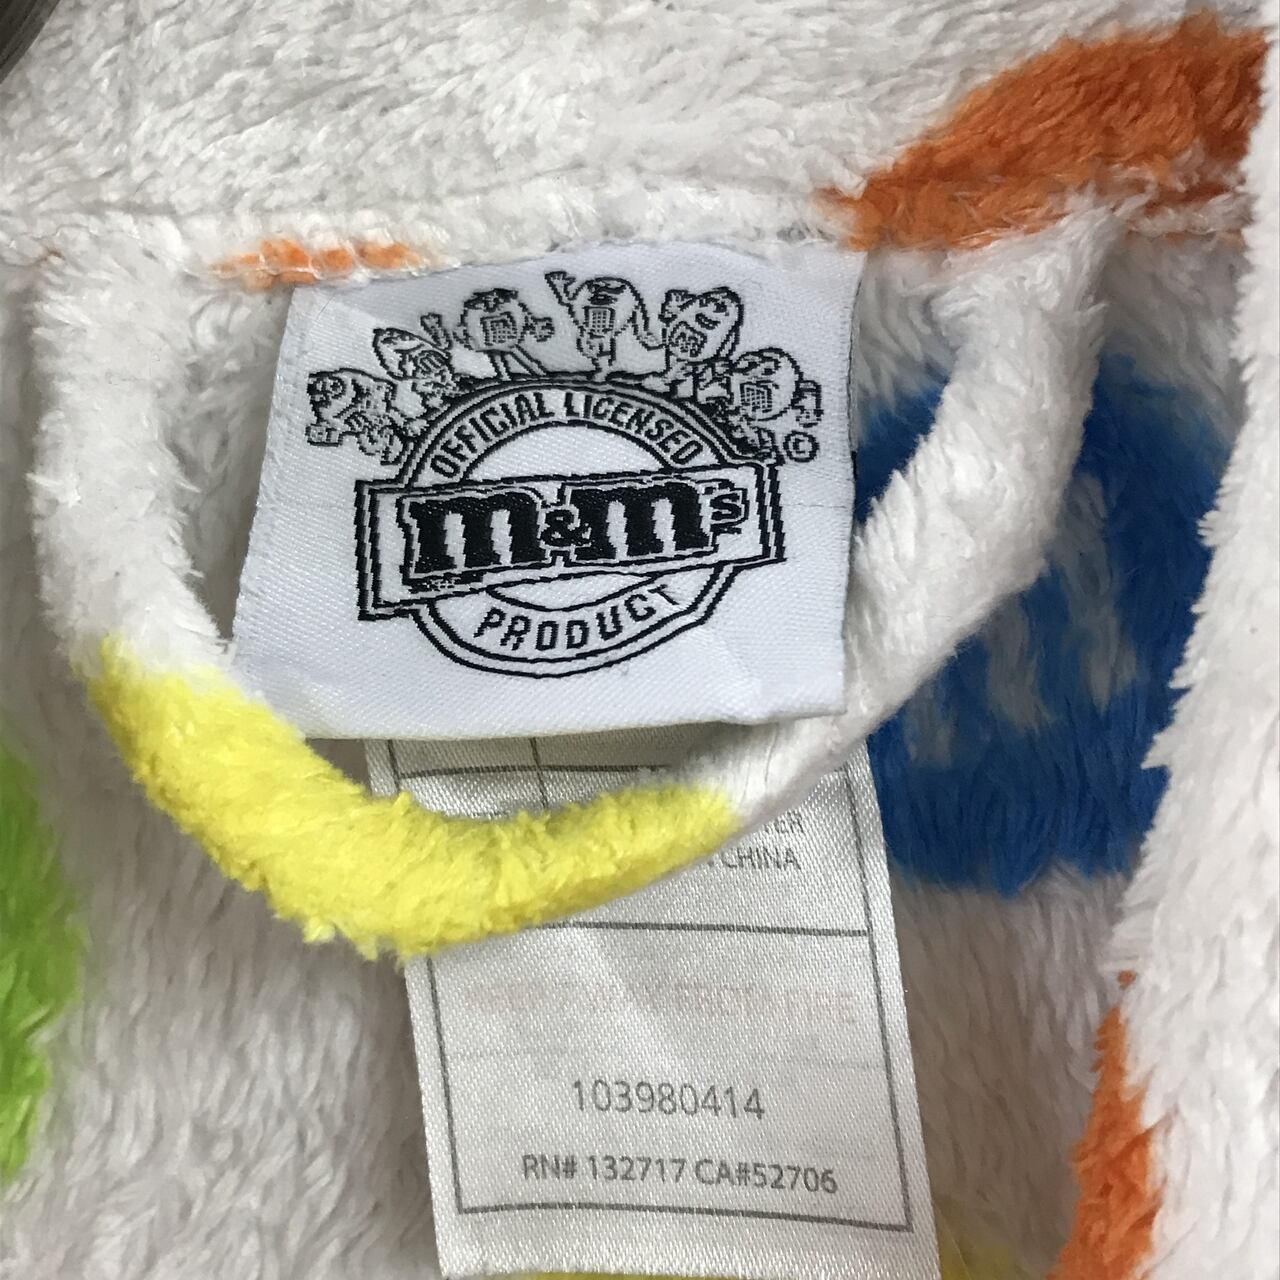 OFFICIAL LICENSED
m&m's
PRODUCT
©
CHINA
103980414
RN# 132717 CA#52706